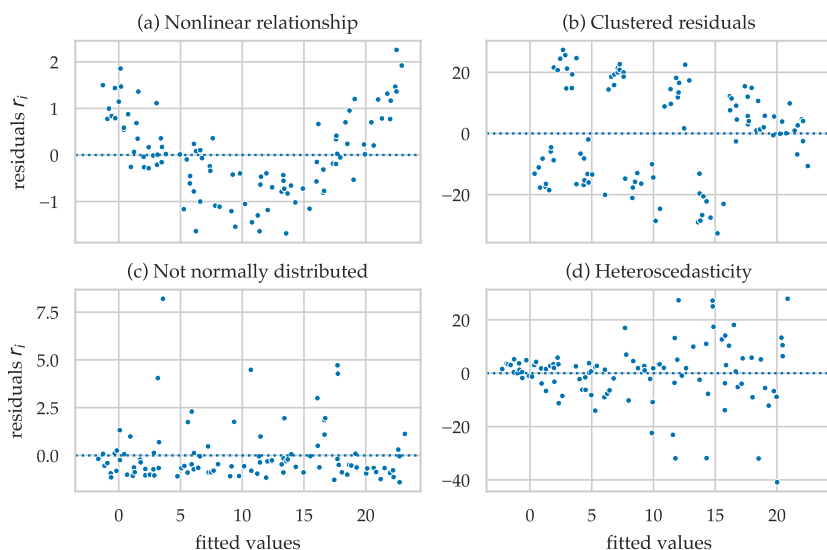 (a) Nonlinear relationship
(b) Clustered residuals
2
1
0
−1
residuals rᵢ
20
0
−20
(c) Not normally distributed
(d) Heteroscedasticity
7.5
5.0
2.5
0.0
residuals rᵢ
20
0
−20
−40
0 5 10 15 20
0 5 10 15 20
fitted values
fitted values